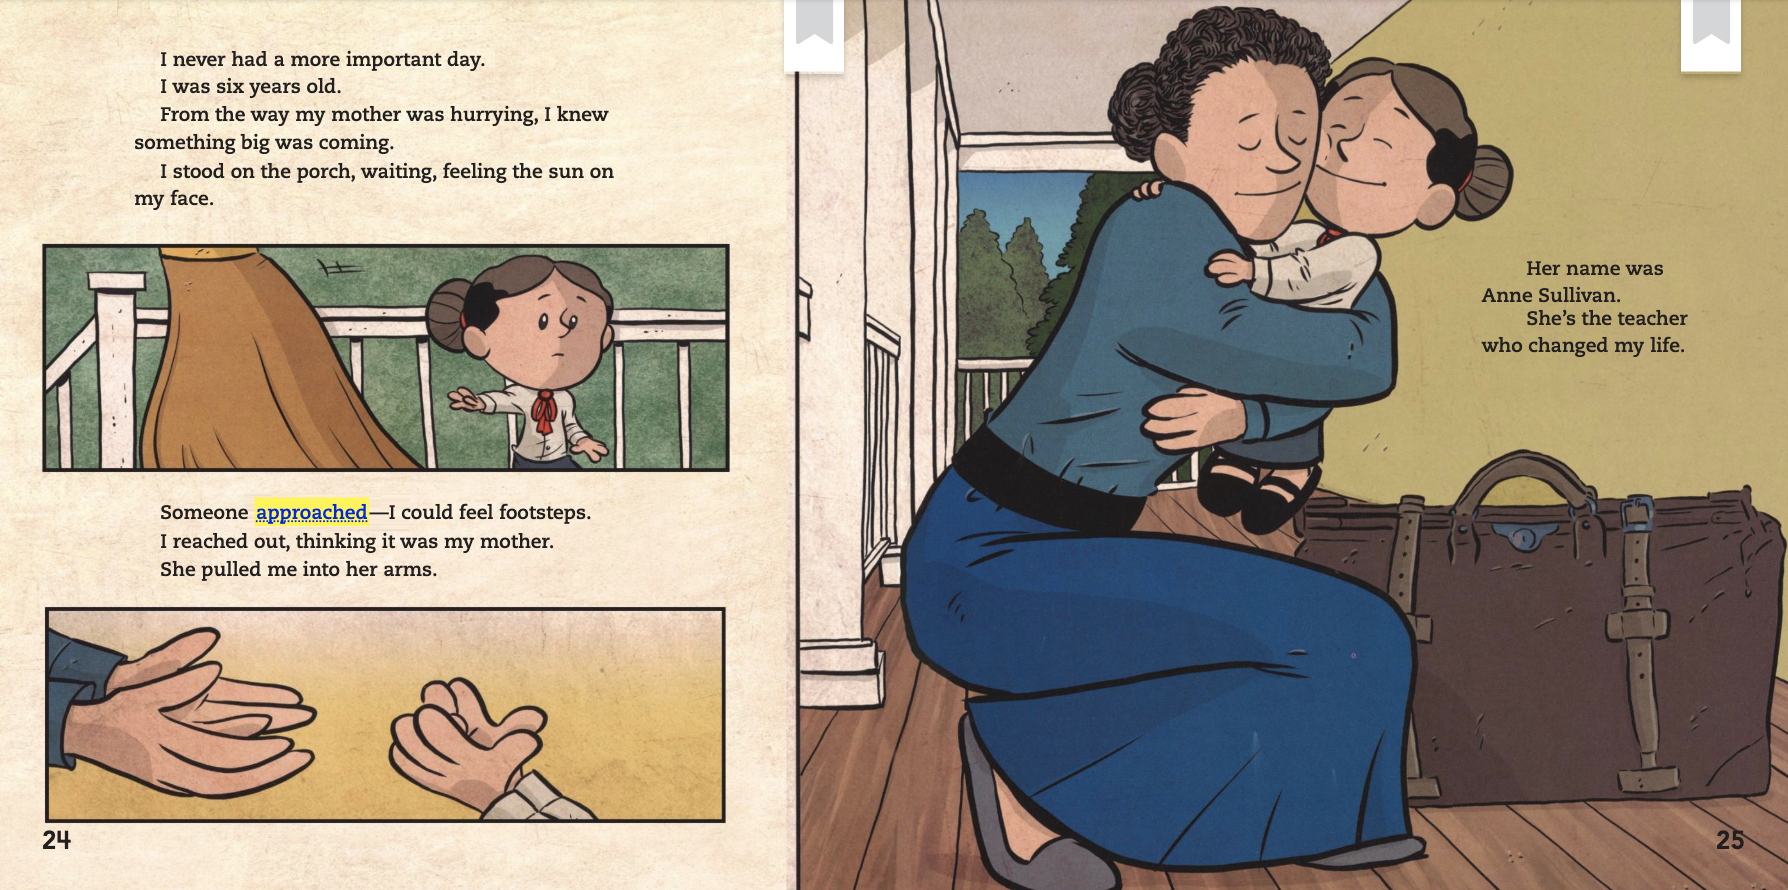 I never had a more important day.
I was six years old.
From the way my mother was hurrying, I knew
something big was coming.
I stood on the porch, waiting, feeling the sun on
my face.
Someone approached—I could feel footsteps.
I reached out, thinking it was my mother.
She pulled me into her arms.
24
Her name was
Anne Sullivan.
She's the teacher
who changed my life.
25